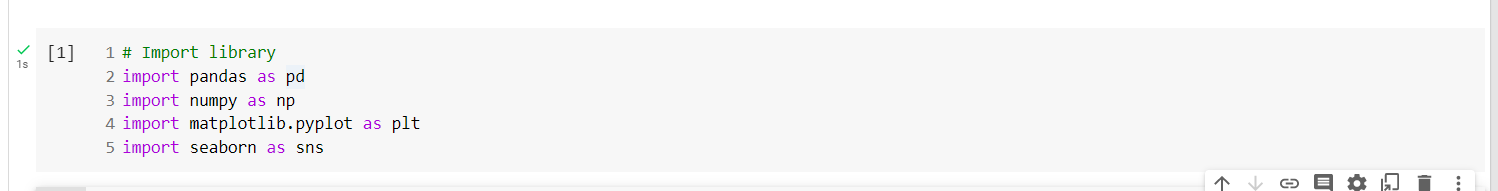 [1] 1 # Import library
1s 2 import pandas as pd
3 import numpy as np
4 import matplotlib.pyplot as plt
5 import seaborn as sns